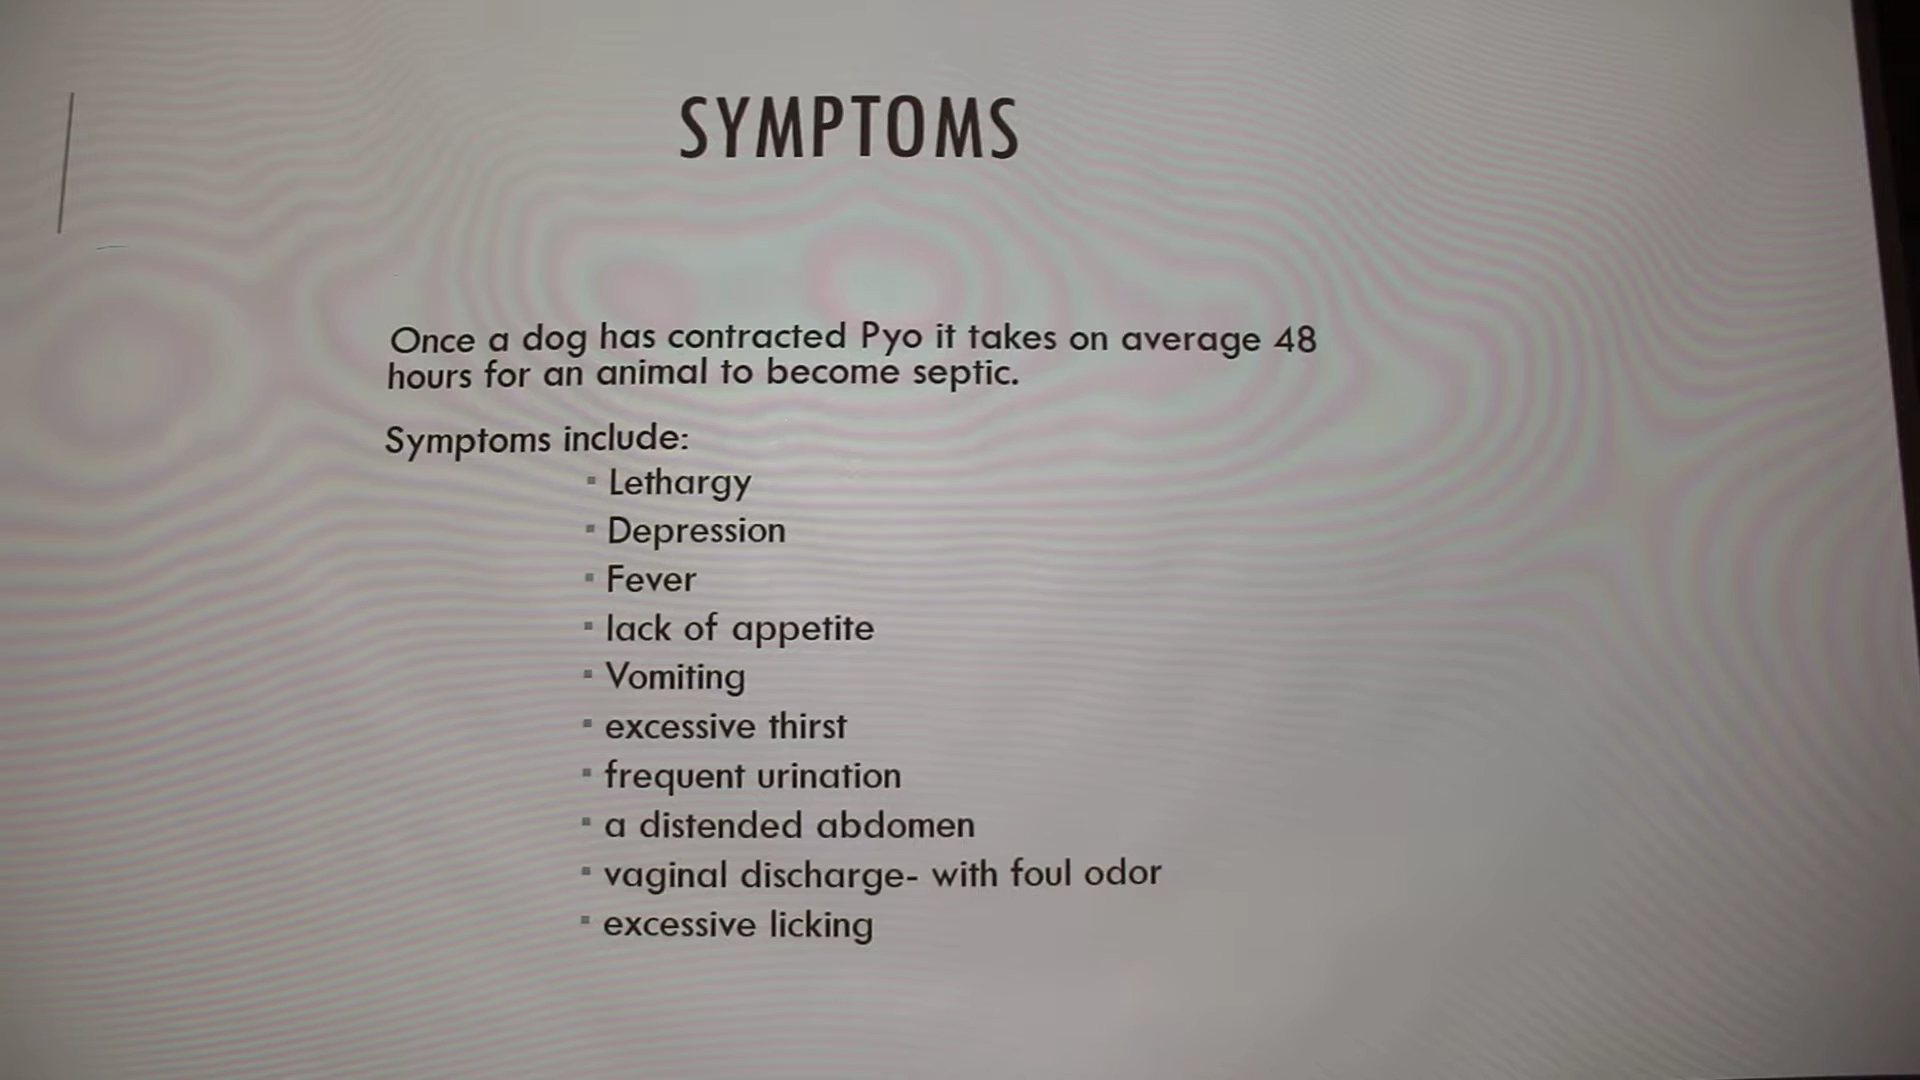 SYMPTOMS
Once a dog has contracted Pyo it takes on average 48
hours for an animal to become septic.
Symptoms include:
▪ Lethargy
▪ Depression
▪ Fever
▪ lack of appetite
▪ Vomiting
▪ excessive thirst
▪ frequent urination
▪ a distended abdomen
▪ vaginal discharge- with foul odor
▪ excessive licking